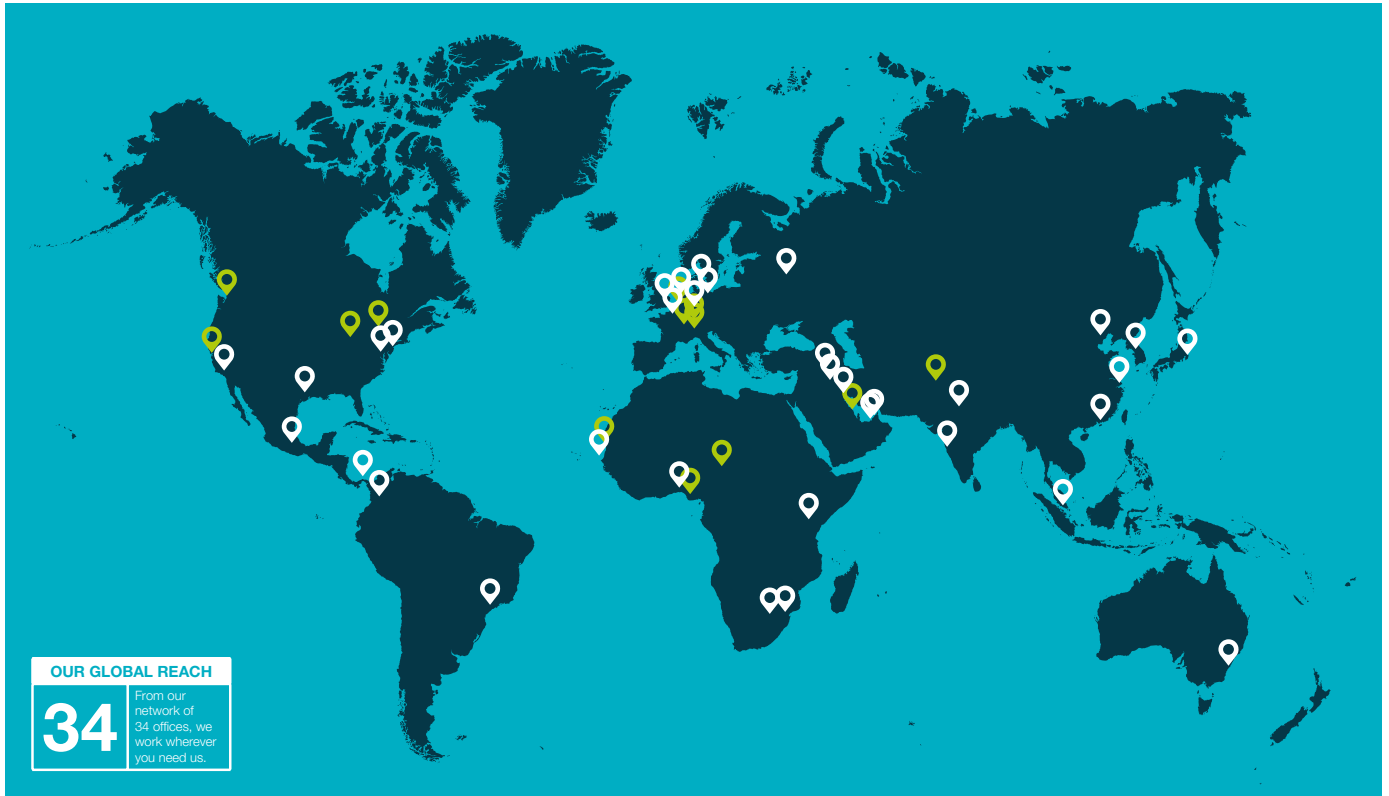 OUR GLOBAL REACH
34
From our
network of
34 offices, we
work wherever
you need us.